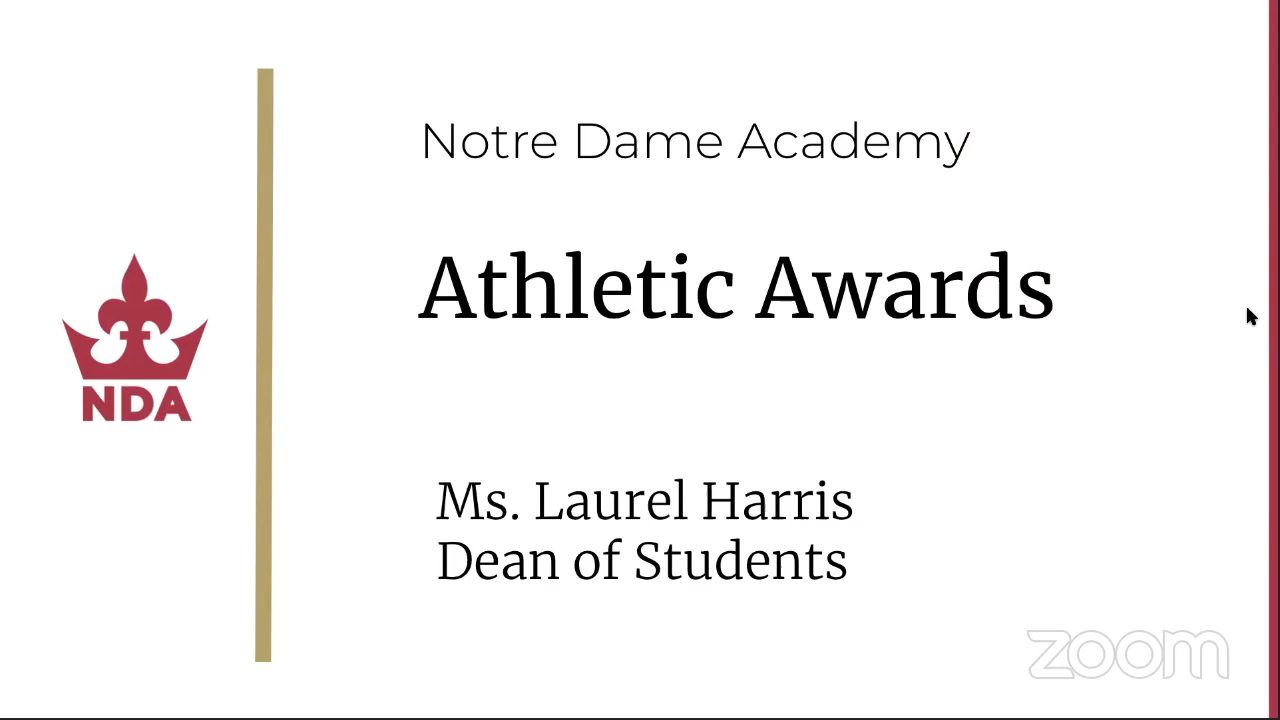 Notre Dame Academy
Athletic Awards
NDA
Ms. Laurel Harris
Dean of Students
zoom